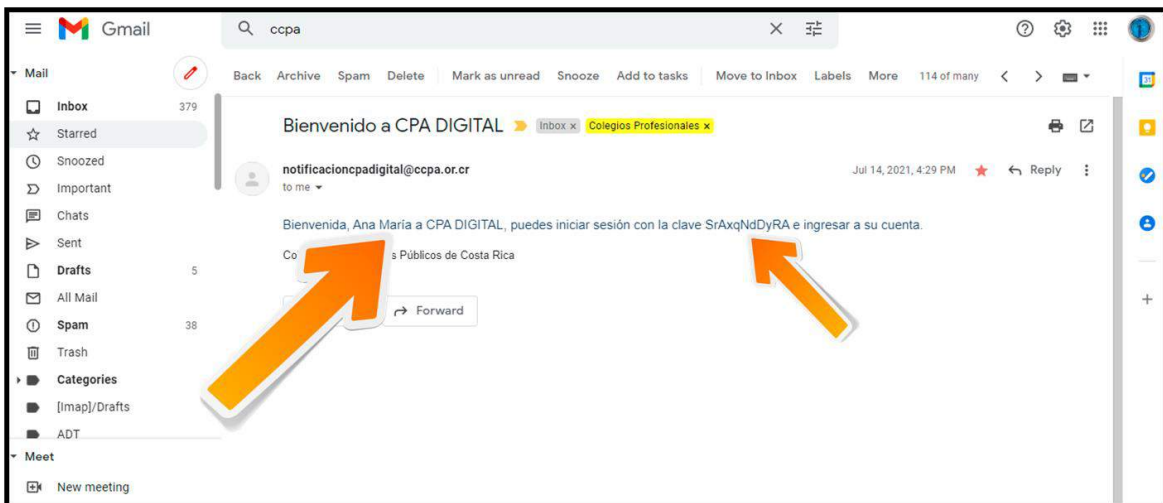 Gmail
ccpa
Mail
Back Archive Spam Delete Mark as unread Snooze Add to tasks Move to Inbox Labels More 114 of many
Inbox 379
Starred
Snoozed
Important
Chats
Sent
Drafts 5
All Mail
Spam 38
Trash
Categories
[Imap]/Drafts
ADT
Meet
New meeting
Bienvenido a CPA DIGITAL Inbox x Colegios Profesionales x
notificacioncpadigital@ccpa.or.cr Jul 14, 2021, 4:29 PM Reply
to me
Bienvenida, Ana María a CPA DIGITAL, puedes iniciar sesión con la clave SrAxqNdDyRA e ingresar a su cuenta.
Públicos de Costa Rica
Forward
31